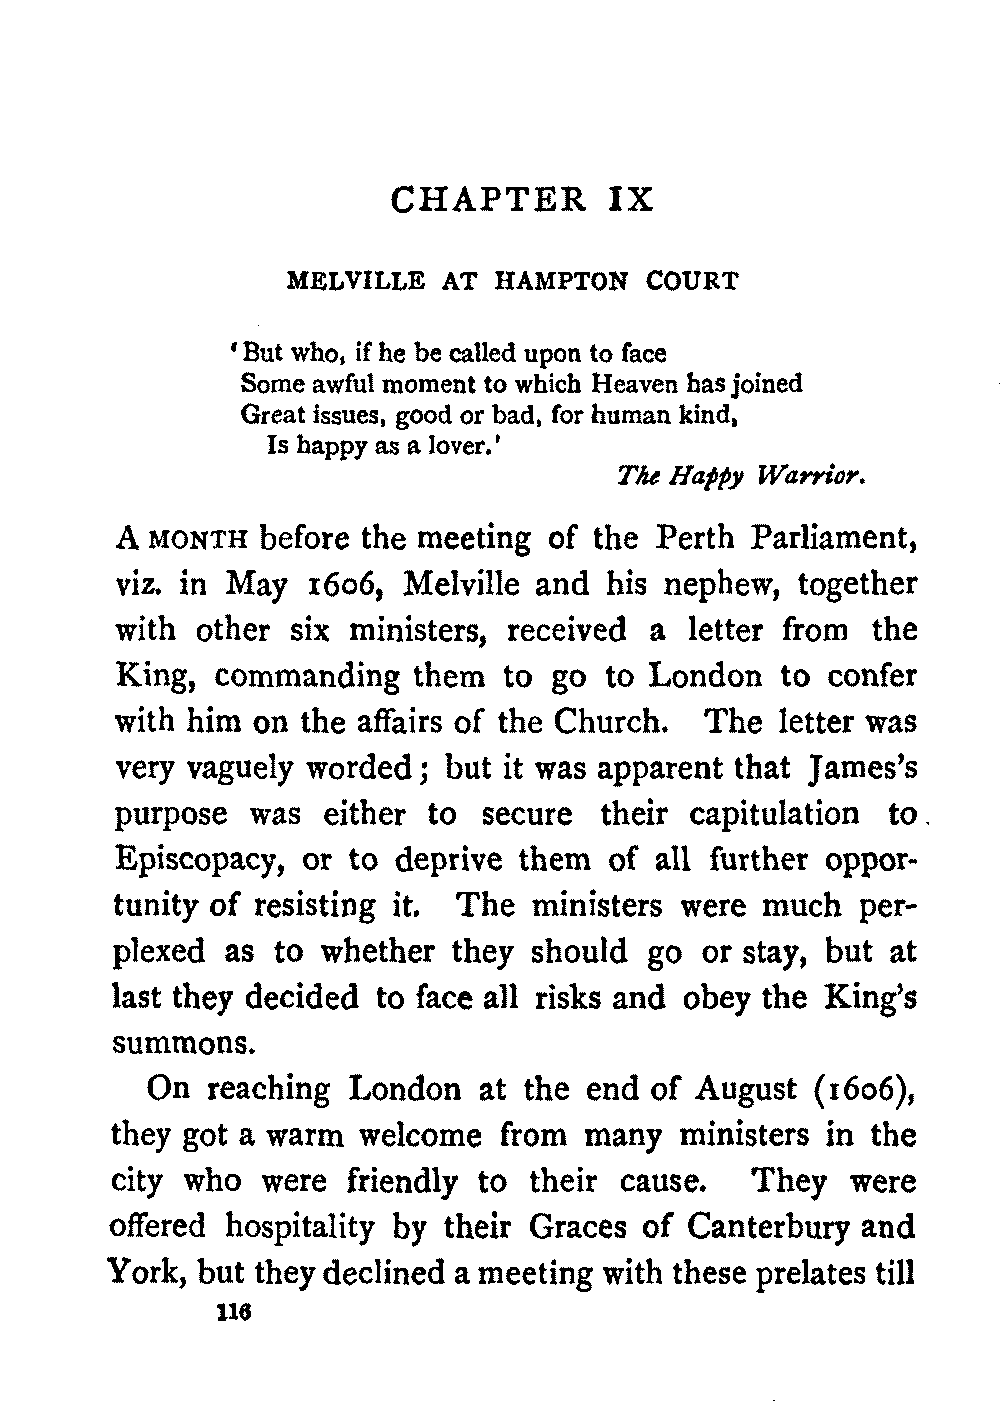 CHAPTER IX
MELVILLE AT HAMPTON COURT
‘But who, if he be called upon to face
Some awful moment to which Heaven has joined
Great issues, good or bad, for human kind,
Is happy as a lover.’
The Happy Warrior.
A MONTH before the meeting of the Perth Parliament,
viz. in May 1606, Melville and his nephew, together
with other six ministers, received a letter from the
King, commanding them to go to London to confer
with him on the affairs of the Church. The letter was
very vaguely worded; but it was apparent that James’s
purpose was either to secure their capitulation to
Episcopacy, or to deprive them of all further oppor-
tunity of resisting it. The ministers were much per-
plexed as to whether they should go or stay, but at
last they decided to face all risks and obey the King’s
summons.
On reaching London at the end of August (1606),
they got a warm welcome from many ministers in the
city who were friendly to their cause. They were
offered hospitality by their Graces of Canterbury and
York, but they declined a meeting with these prelates till
116